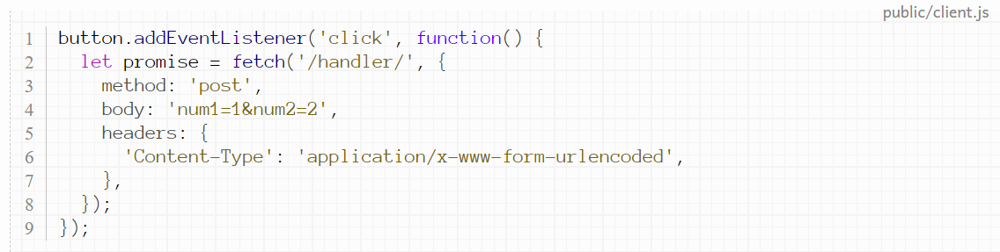 public/client.js
1 button.addEventListener('click', function() {
2   let promise = fetch('/handler/', {
3     method: 'post',
4     body: 'num1=1&num2=2',
5     headers: {
6       'Content-Type': 'application/x-www-form-urlencoded',
7     },
8   });
9 });